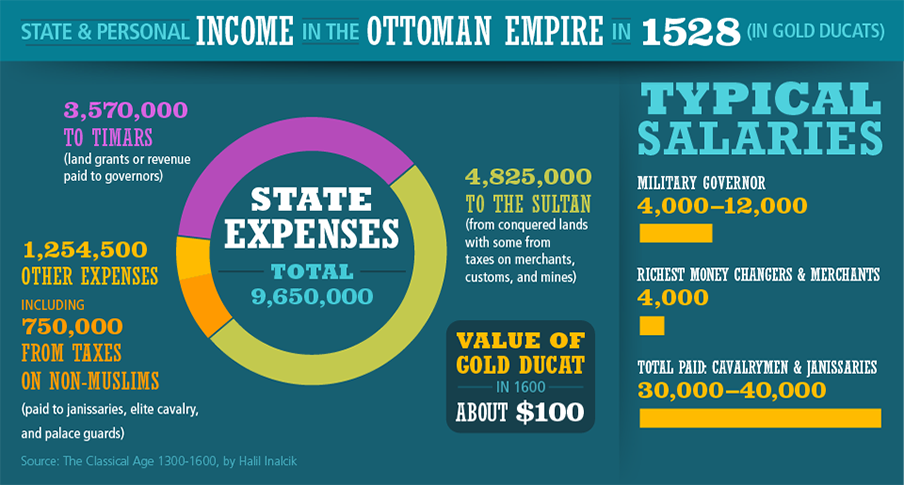 STATE & PERSONAL INCOME IN THE OTTOMAN EMPIRE IN 1528 (IN GOLD DUCATS)
3,570,000
TO TIMARS
(land grants or revenue
paid to governors)
1,254,500
OTHER EXPENSES
INCLUDING
750,000
FROM TAXES
ON NON-MUSLIMS
(paid to janissaries, elite cavalry,
and palace guards)
STATE
EXPENSES
TOTAL
9,650,000
4,825,000
TO THE SULTAN
(from conquered lands
with some from
taxes on merchants,
customs, and mines)
VALUE OF
GOLD DUCAT
IN 1600
ABOUT $100
TYPICAL
SALARIES
MILITARY GOVERNOR
4,000–12,000
RICHEST MONEY CHANGERS & MERCHANTS
4,000
TOTAL PAID: CAVALRYMEN & JANISSARIES
30,000–40,000
Source: The Classical Age 1300-1600, by Halil Inalcik